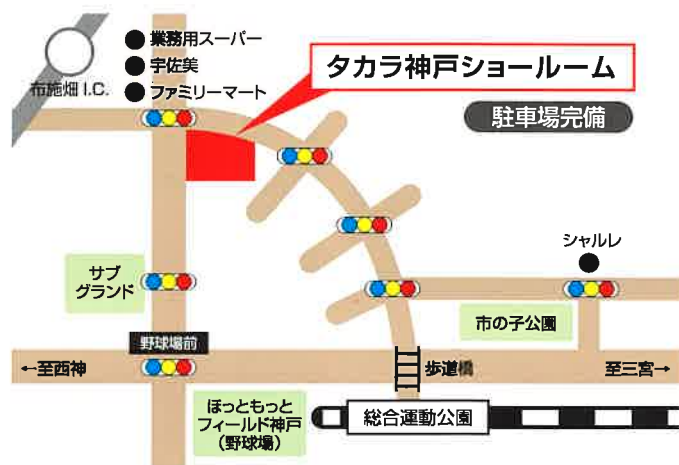 ● 業務用スーパー
● 宇佐美
● ファミリーマート
布施畑 I.C.
タカラ神戸ショールーム
駐車場完備
シャルレ
サブ
グランド
市の子公園
野球場前
←至西神
歩道橋
至三宮→
ほっともっと
フィールド神戸
(野球場)
総合運動公園